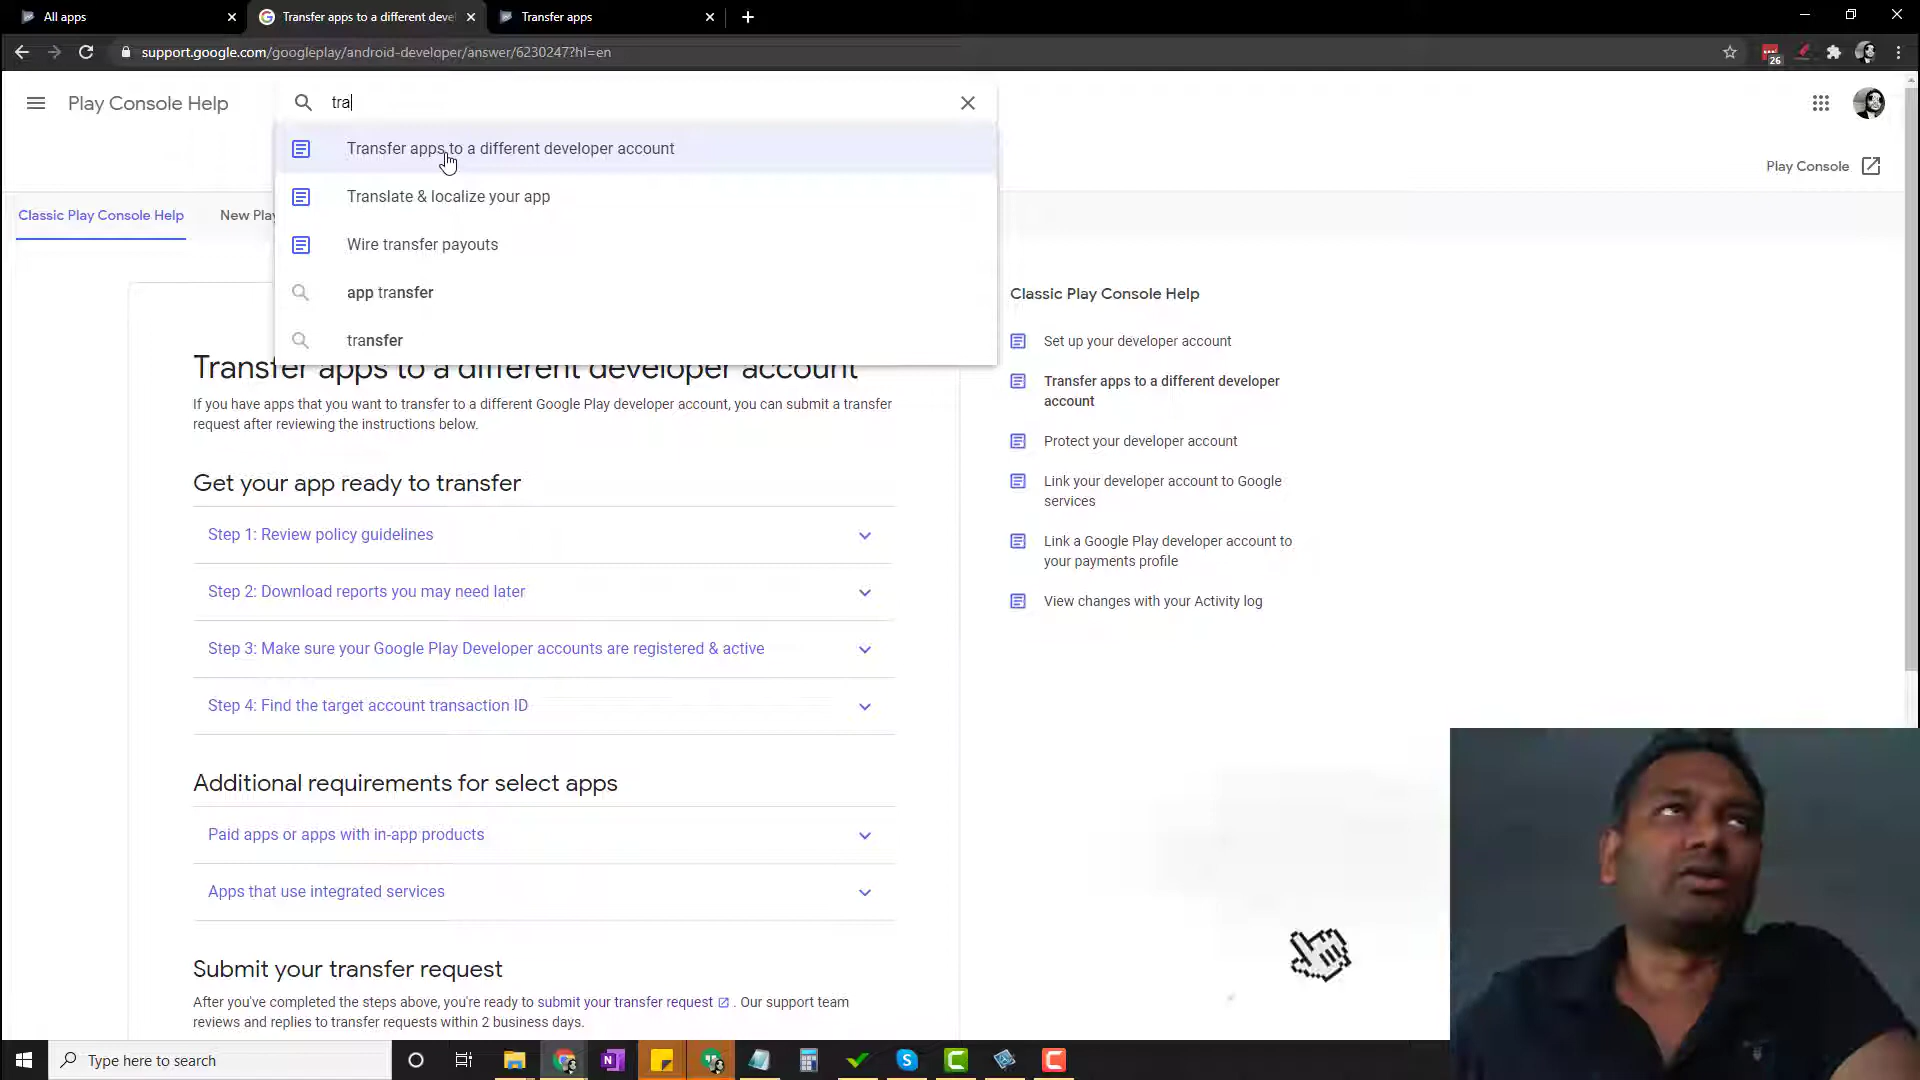 All apps
Transfer apps to a different deve
Transfer apps
support.google.com/googleplay/android-developer/answer/6230247?hl=en
26
Play Console Help
tra
Transfer apps to a different developer account
Translate & localize your app
Wire transfer payouts
app transfer
transfer
Play Console
Classic Play Console Help
New Play
Transfer apps to a different developer account
If you have apps that you want to transfer to a different Google Play developer account, you can submit a transfer
request after reviewing the instructions below.
Get your app ready to transfer
Step 1: Review policy guidelines
Step 2: Download reports you may need later
Step 3: Make sure your Google Play Developer accounts are registered & active
Step 4: Find the target account transaction ID
Additional requirements for select apps
Paid apps or apps with in-app products
Apps that use integrated services
Submit your transfer request
After you've completed the steps above, you're ready to submit your transfer request . Our support team
reviews and replies to transfer requests within 2 business days.
Classic Play Console Help
Set up your developer account
Transfer apps to a different developer
account
Protect your developer account
Link your developer account to Google
services
Link a Google Play developer account to
your payments profile
View changes with your Activity log
Type here to search